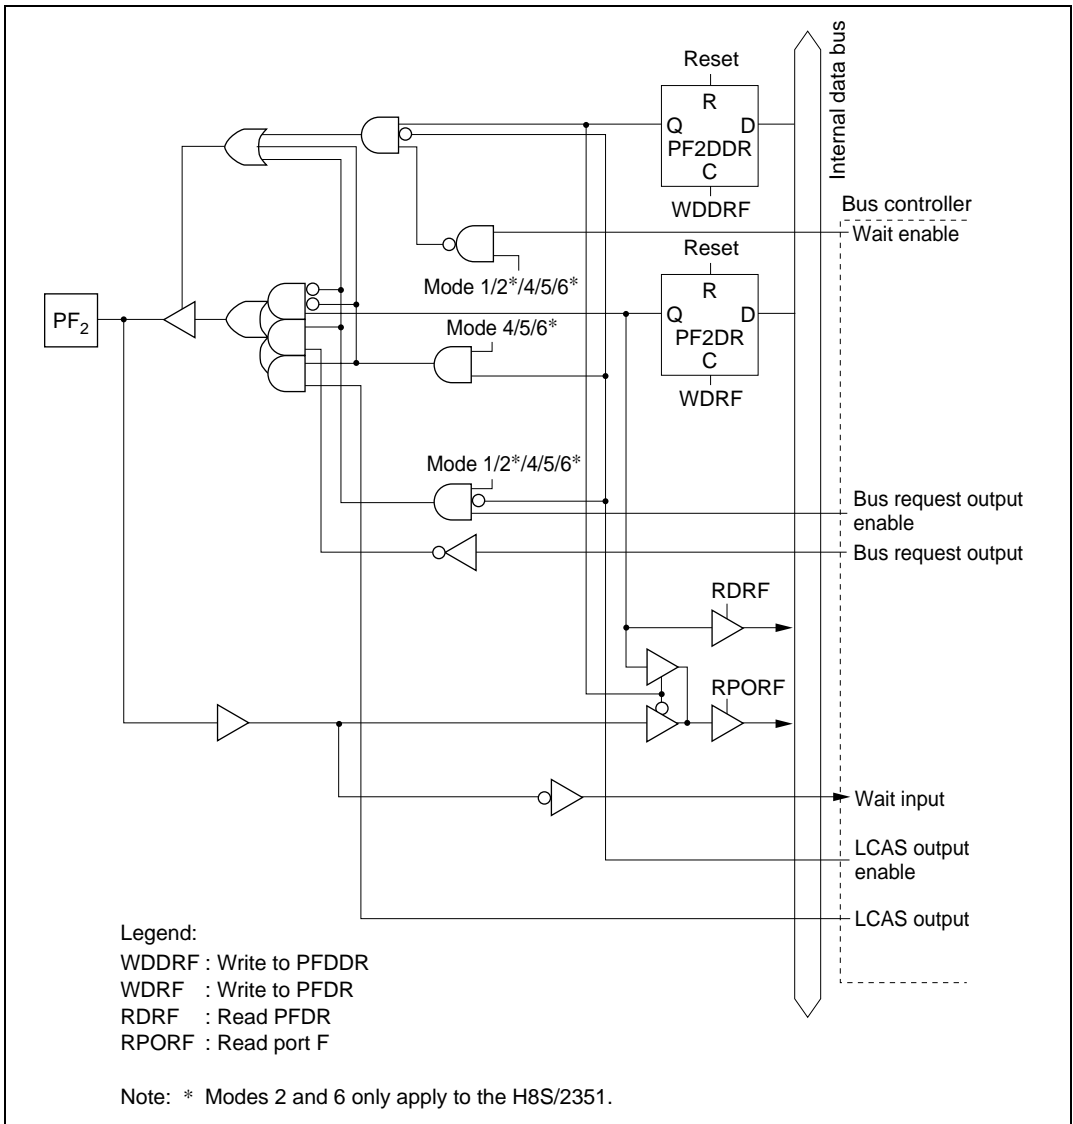 Internal data bus
Reset
R
Q D
PF2DDR
C
WDDRF
Bus controller
Wait enable
Reset
Mode 1/2*/4/5/6*
R
PF2
Q D
Mode 4/5/6*
PF2DR
C
WDRF
Mode 1/2*/4/5/6*
Bus request output
enable
Bus request output
RDRF
RPORF
Wait input
LCAS output
enable
LCAS output
Legend:
WDDRF : Write to PFDDR
WDRF : Write to PFDR
RDRF : Read PFDR
RPORF : Read port F
Note: * Modes 2 and 6 only apply to the H8S/2351.